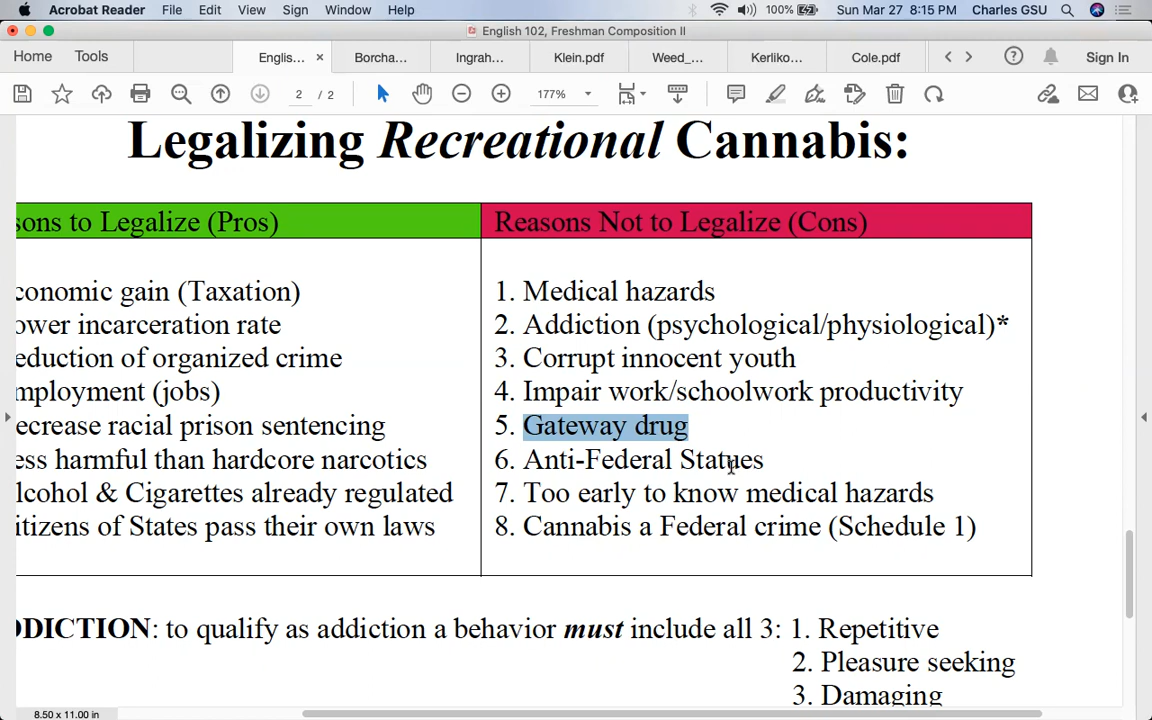 Acrobat Reader File Edit View Sign Window Help 100% Sun Mar 27 8:15 PM Charles GSU
English 102, Freshman Composition II
Home Tools Englis... × Borcha... Ingrah... Klein.pdf Weed_... Kerliko... Cole.pdf Sign In
2 / 2 177%
Legalizing Recreational Cannabis:
sons to Legalize (Pros) Reasons Not to Legalize (Cons)
conomic gain (Taxation) 1. Medical hazards
ower incarceration rate 2. Addiction (psychological/physiological)*
eduction of organized crime 3. Corrupt innocent youth
mployment (jobs) 4. Impair work/schoolwork productivity
ecrease racial prison sentencing 5. Gateway drug
ess harmful than hardcore narcotics 6. Anti-Federal Statues
lcohol & Cigarettes already regulated 7. Too early to know medical hazards
itizens of States pass their own laws 8. Cannabis a Federal crime (Schedule 1)
DDICTION: to qualify as addiction a behavior must include all 3: 1. Repetitive
2. Pleasure seeking
3. Damaging
8.50 x 11.00 in